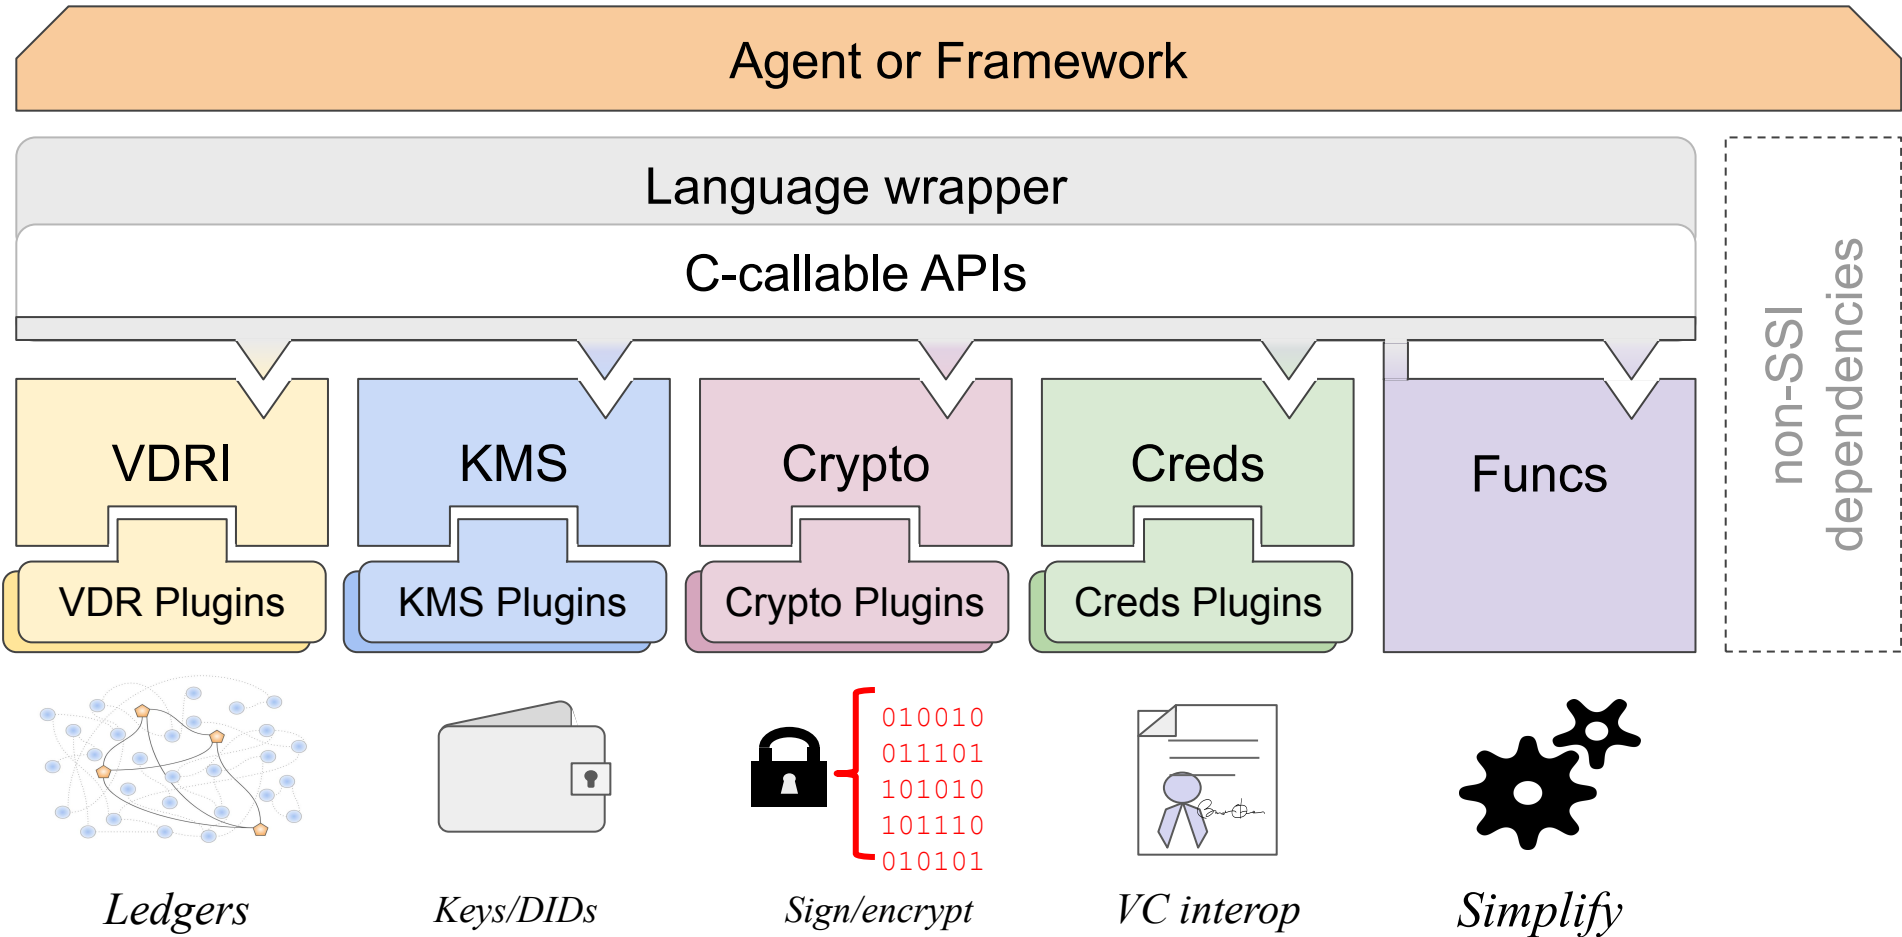 Agent or Framework
Language wrapper
C-callable APIs
non-SSI
dependencies
VDRI
KMS
Crypto
Creds
Funcs
VDR Plugins
KMS Plugins
Crypto Plugins
Creds Plugins
010010
011101
101010
101110
010101
Ledgers
Keys/DIDs
Sign/encrypt
VC interop
Simplify